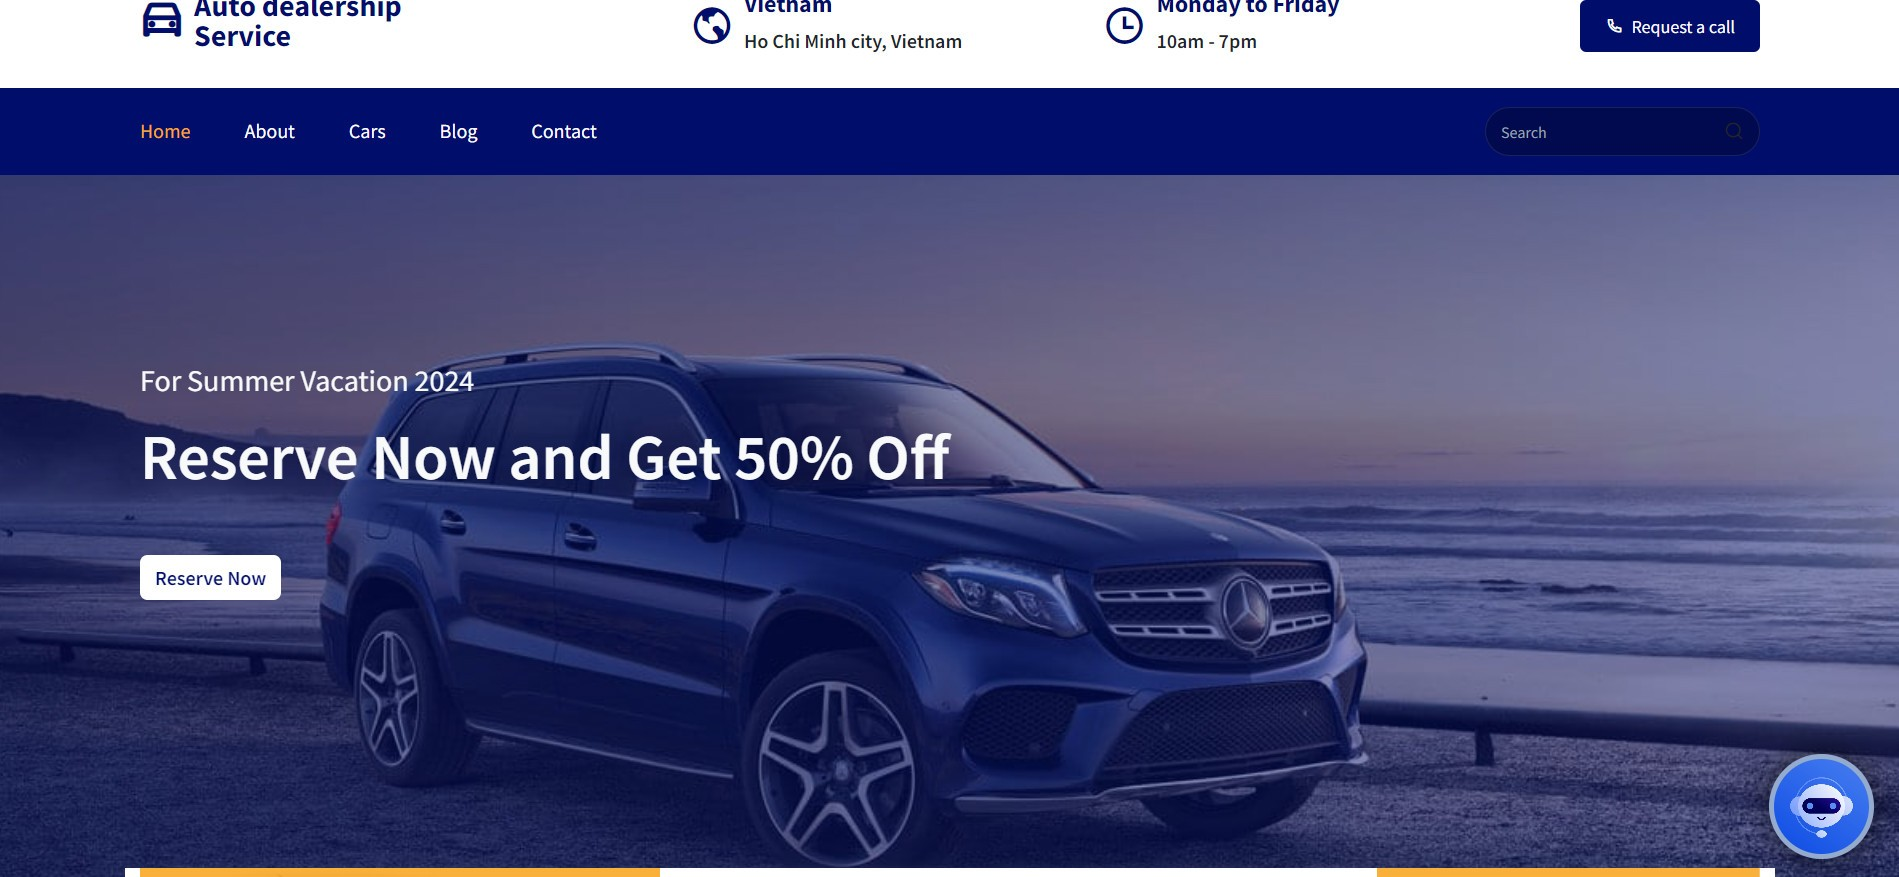 Auto dealership
Service
Vietnam
Ho Chi Minh city, Vietnam
Monday to Friday
10am - 7pm
Request a call
Home
About
Cars
Blog
Contact
Search
For Summer Vacation 2024
Reserve Now and Get 50% Off
Reserve Now